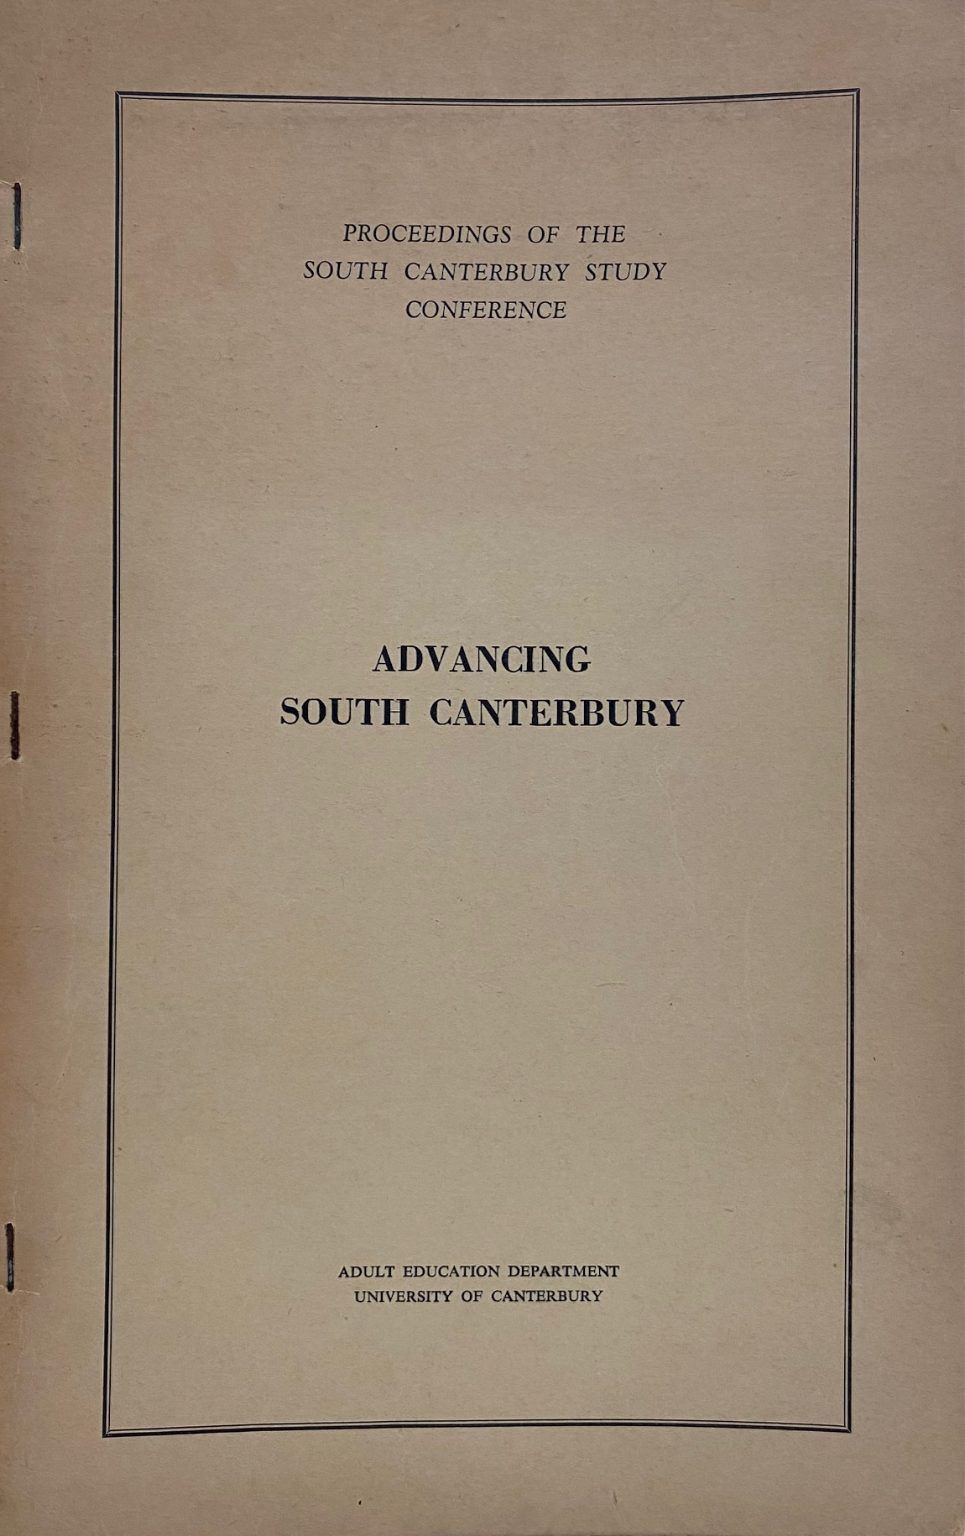 PROCEEDINGS OF THE
SOUTH CANTERBURY STUDY
CONFERENCE
ADVANCING
SOUTH CANTERBURY
ADULT EDUCATION DEPARTMENT
UNIVERSITY OF CANTERBURY